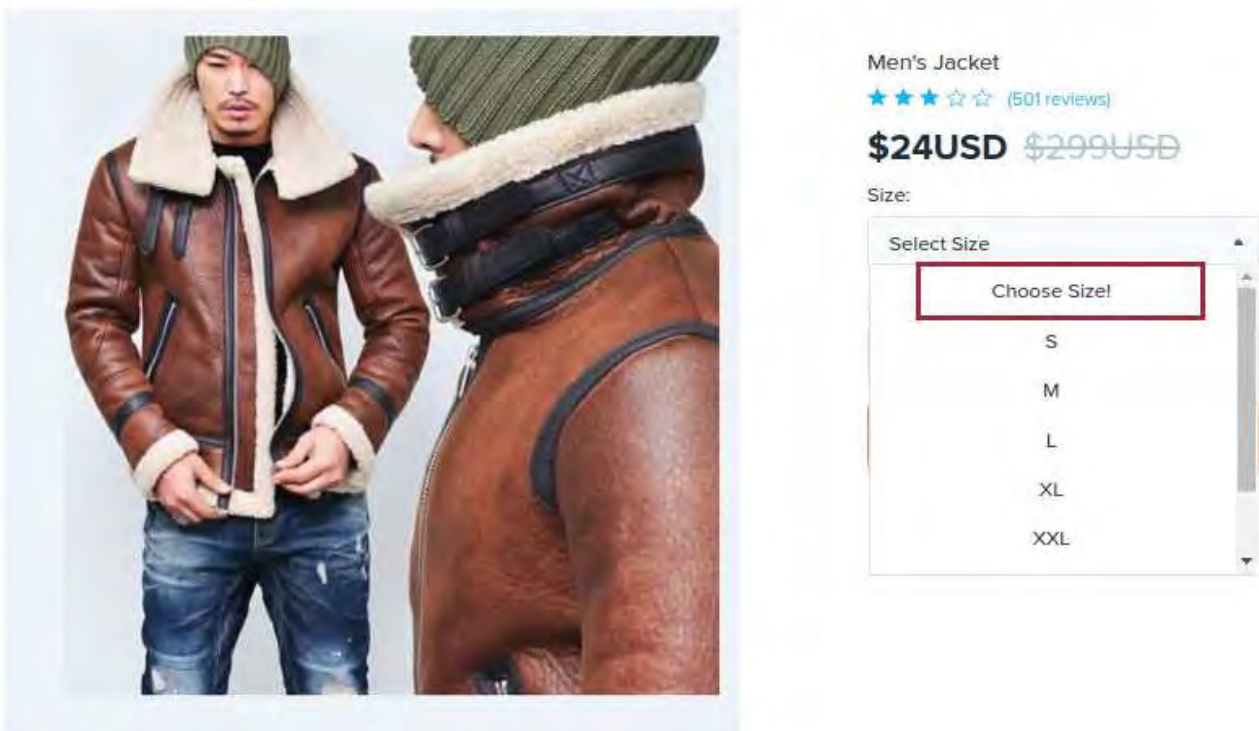 Men's Jacket
(501 reviews)
$24USD $299USD
Size:
Select Size
Choose Size!
S
M
L
XL
XXL